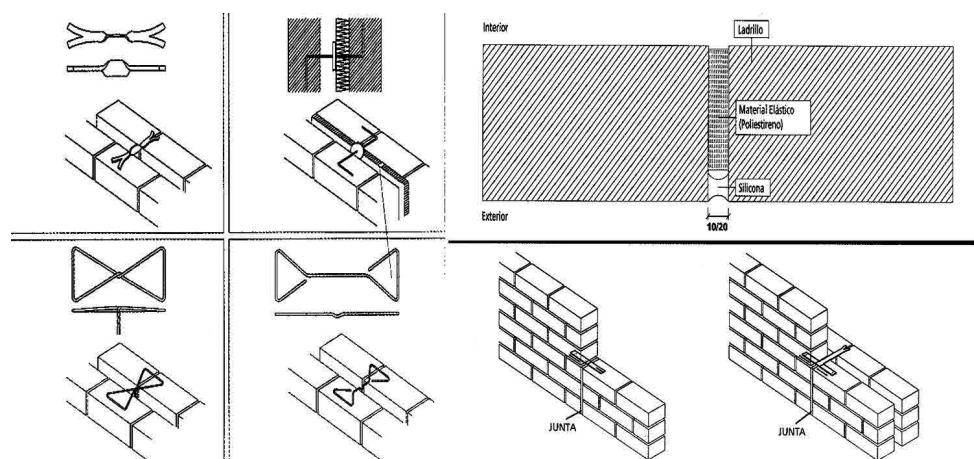 Interior
Ladrillo
Material Elástico
(Poliestireno)
Silicona
Exterior
10/20
JUNTA
JUNTA